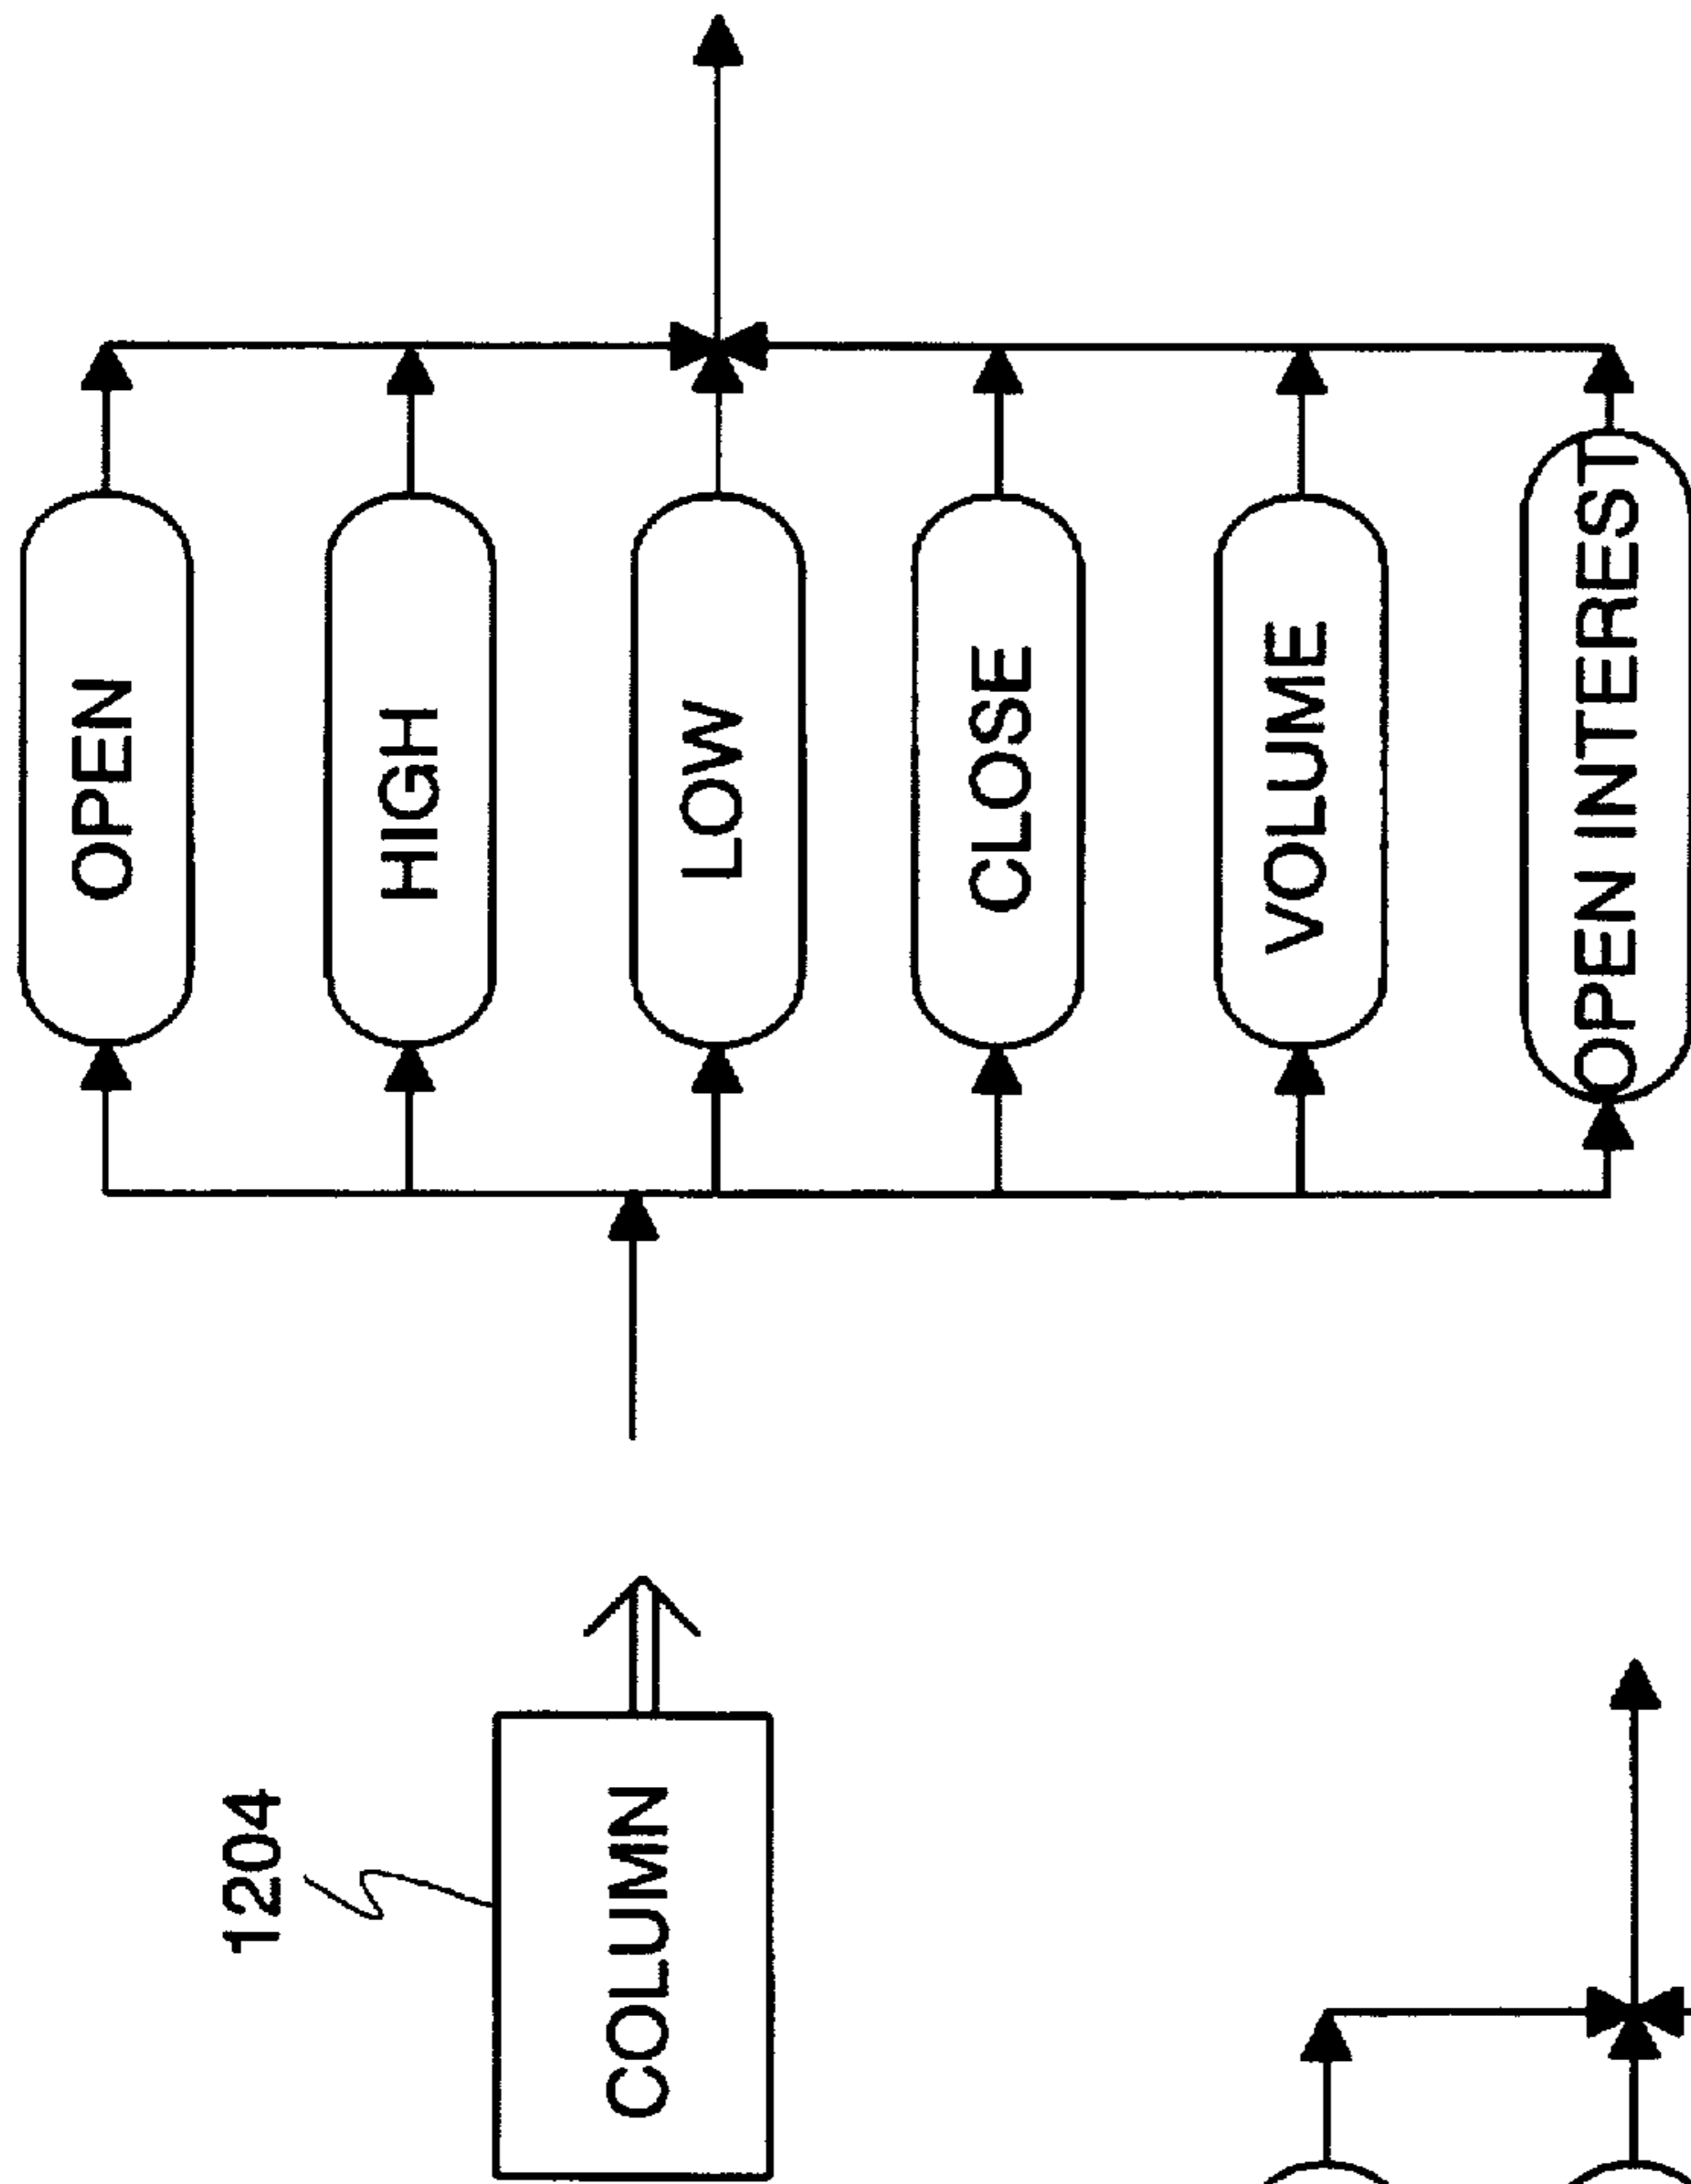 1204
COLUMN
OPEN
HIGH
LOW
CLOSE
VOLUME
OPEN INTEREST